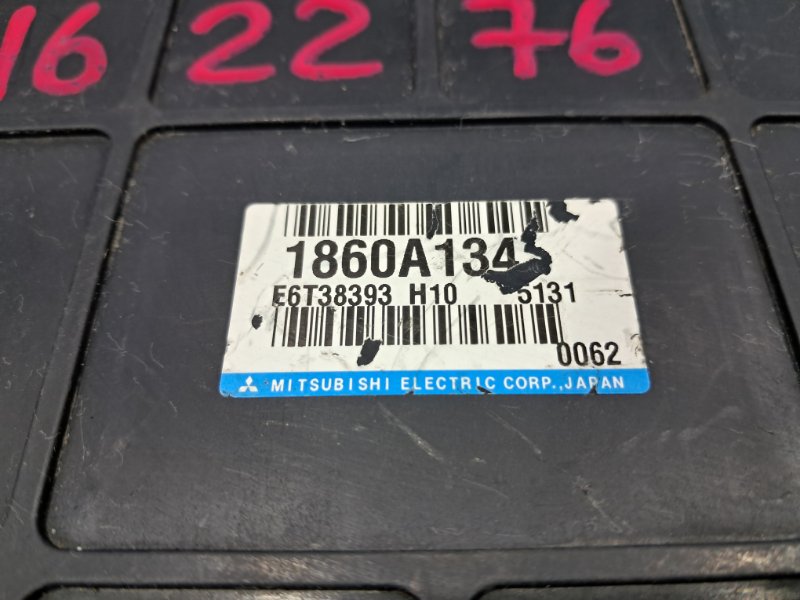 16 22 76
1860A134
E6T38393 H10 5131
0062
MITSUBISHI ELECTRIC CORP., JAPAN